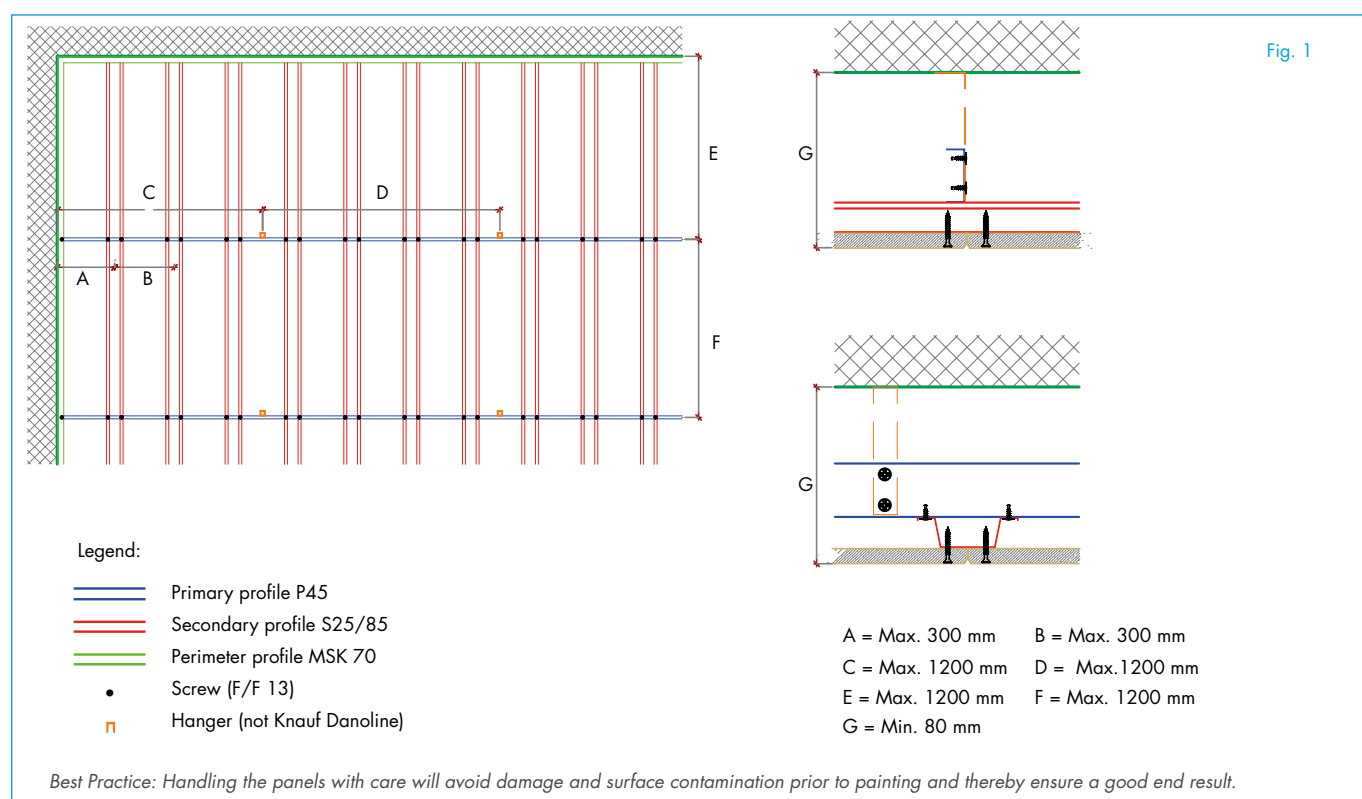 Fig. 1
C
D
E
A
B
F
G
G
Legend:
Primary profile P45
Secondary profile S25/85
Perimeter profile MSK 70
Screw (F/F 13)
Hanger (not Knauf Danoline)
A = Max. 300 mm B = Max. 300 mm
C = Max. 1200 mm D = Max.1200 mm
E = Max. 1200 mm F = Max. 1200 mm
G = Min. 80 mm
Best Practice: Handling the panels with care will avoid damage and surface contamination prior to painting and thereby ensure a good end result.